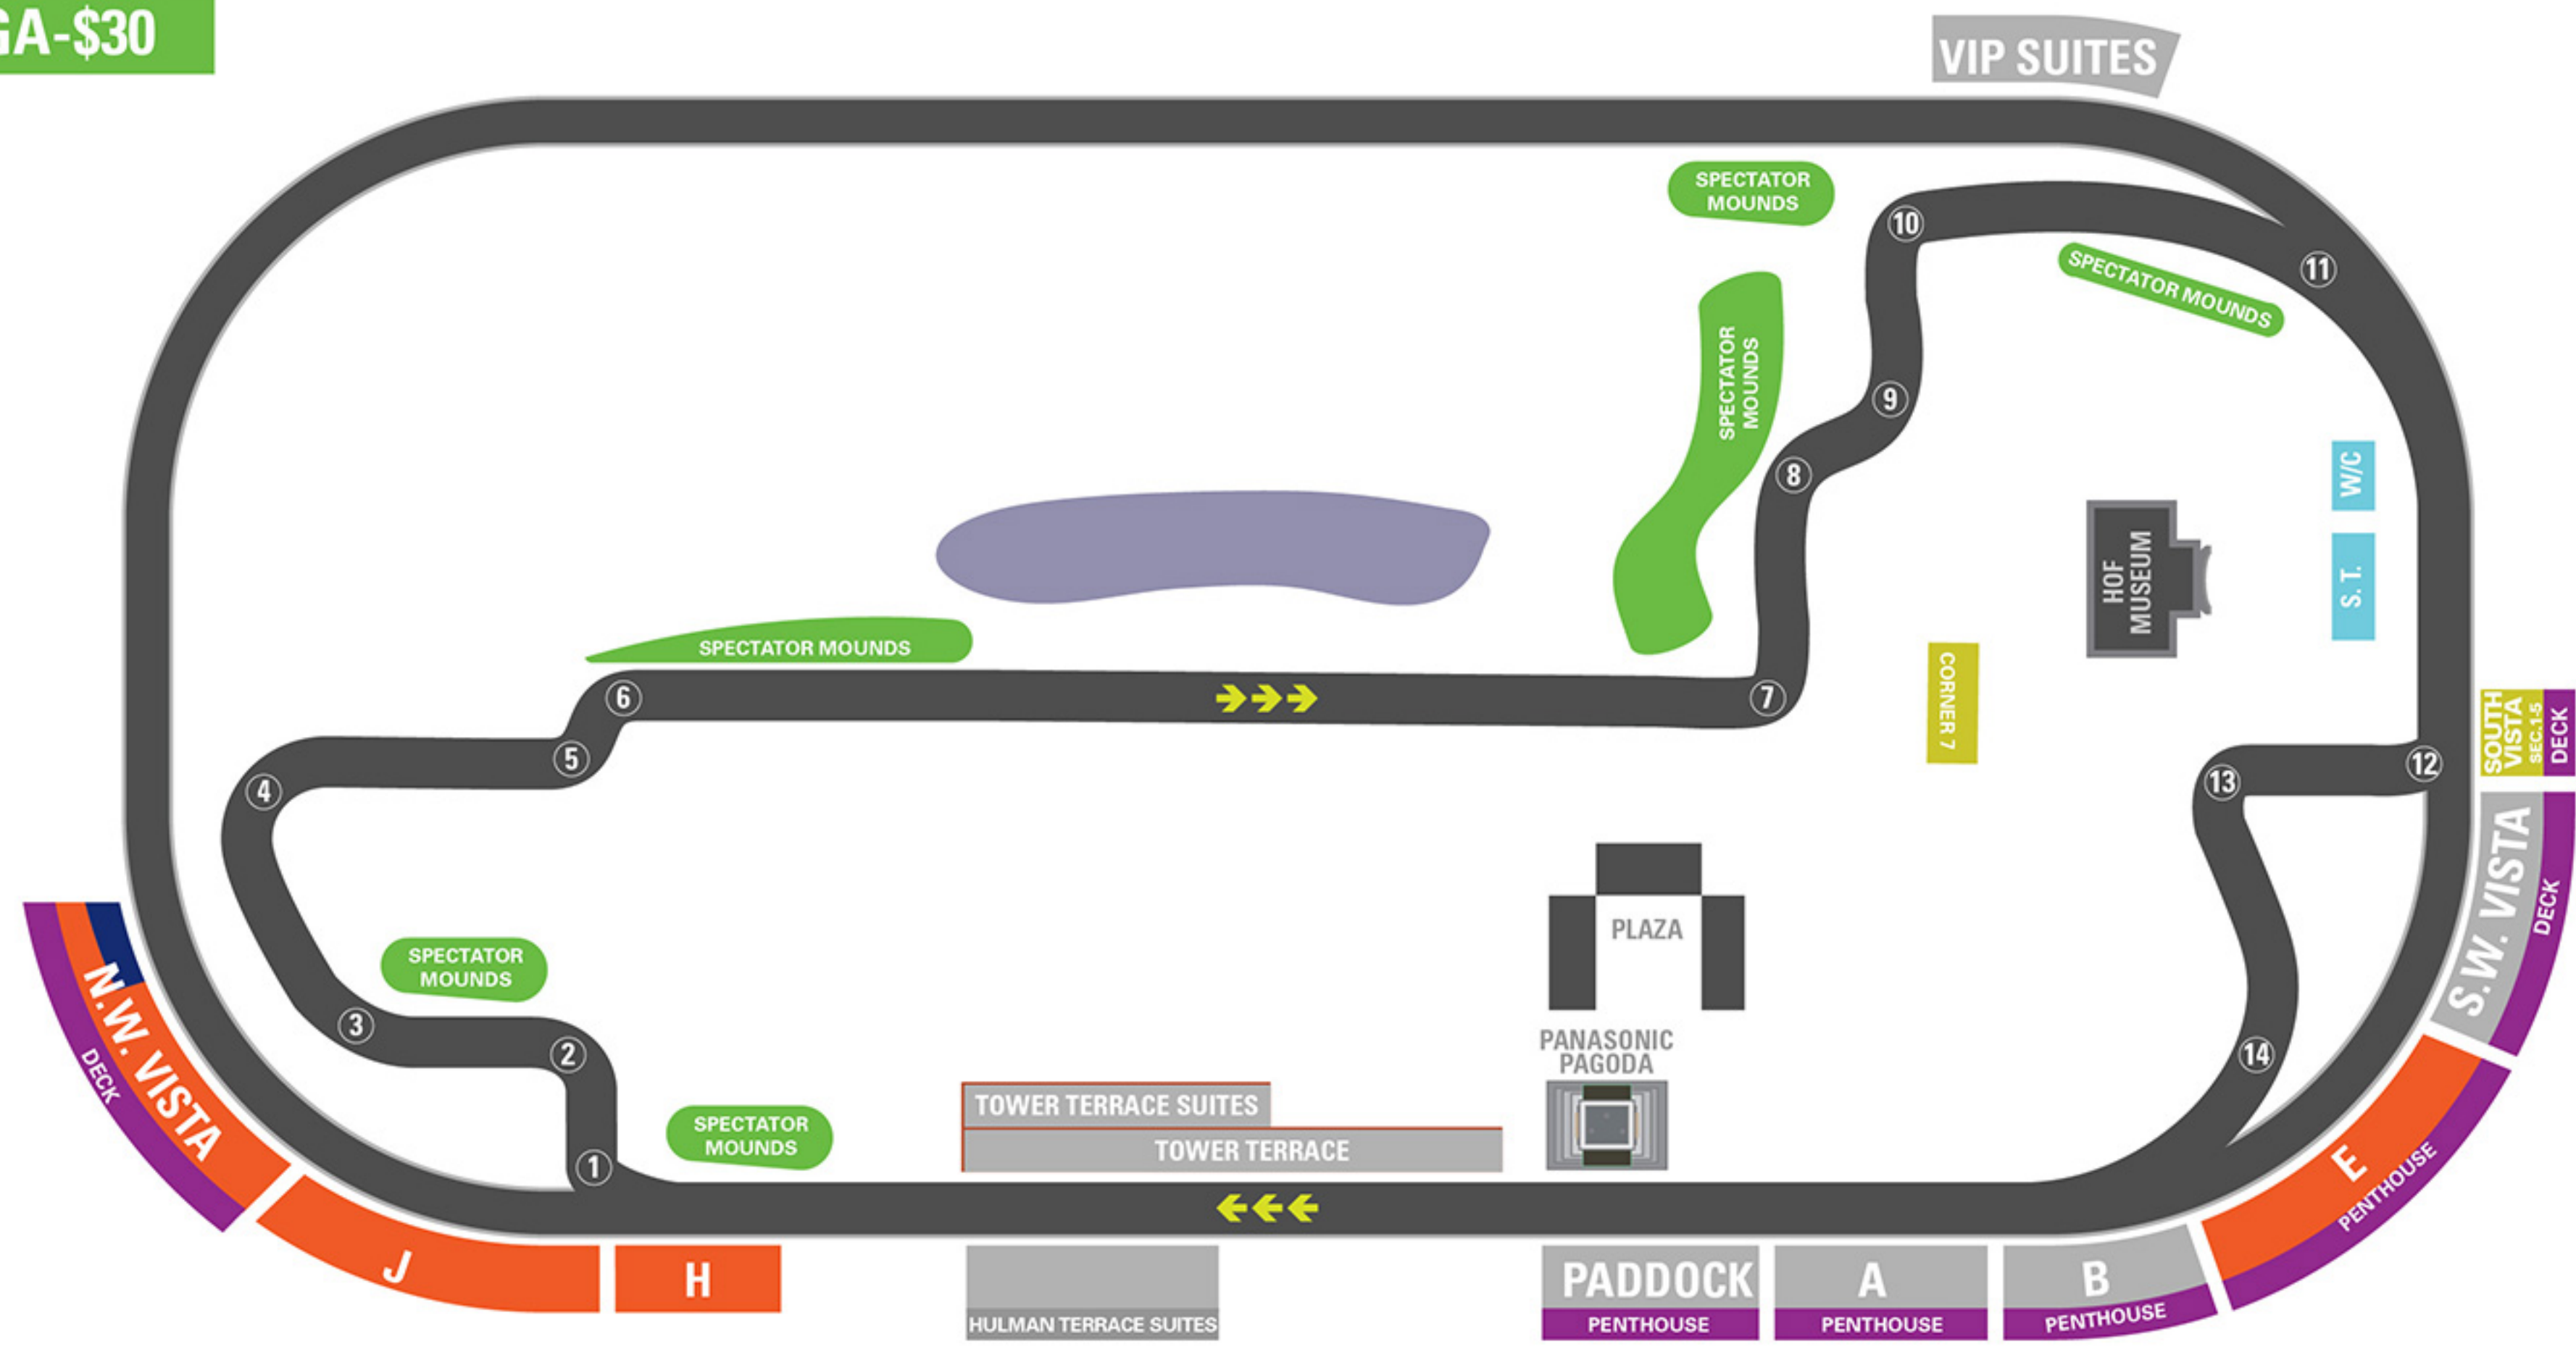 GA-$30
VIP SUITES
SPECTATOR
MOUNDS
10
11
SPECTATOR MOUNDS
SPECTATOR
MOUNDS
9
8
W/C
S. T.
HOF
MUSEUM
SPECTATOR MOUNDS
6
7
CORNER 7
SOUTH
VISTA
SEC.1-5
DECK
5
4
13
12
S.W. VISTA
DECK
PLAZA
SPECTATOR
MOUNDS
N.W. VISTA
DECK
3
2
PANASONIC
PAGODA
14
TOWER TERRACE SUITES
TOWER TERRACE
SPECTATOR
MOUNDS
1
E
PENTHOUSE
J
H
HULMAN TERRACE SUITES
PADDOCK
PENTHOUSE
A
PENTHOUSE
B
PENTHOUSE